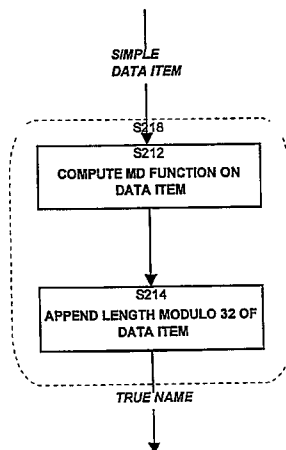 SIMPLE
DATA ITEM
S218
S212
COMPUTE MD FUNCTION ON
DATA ITEM
S214
APPEND LENGTH MODULO 32 OF
DATA ITEM
TRUE NAME